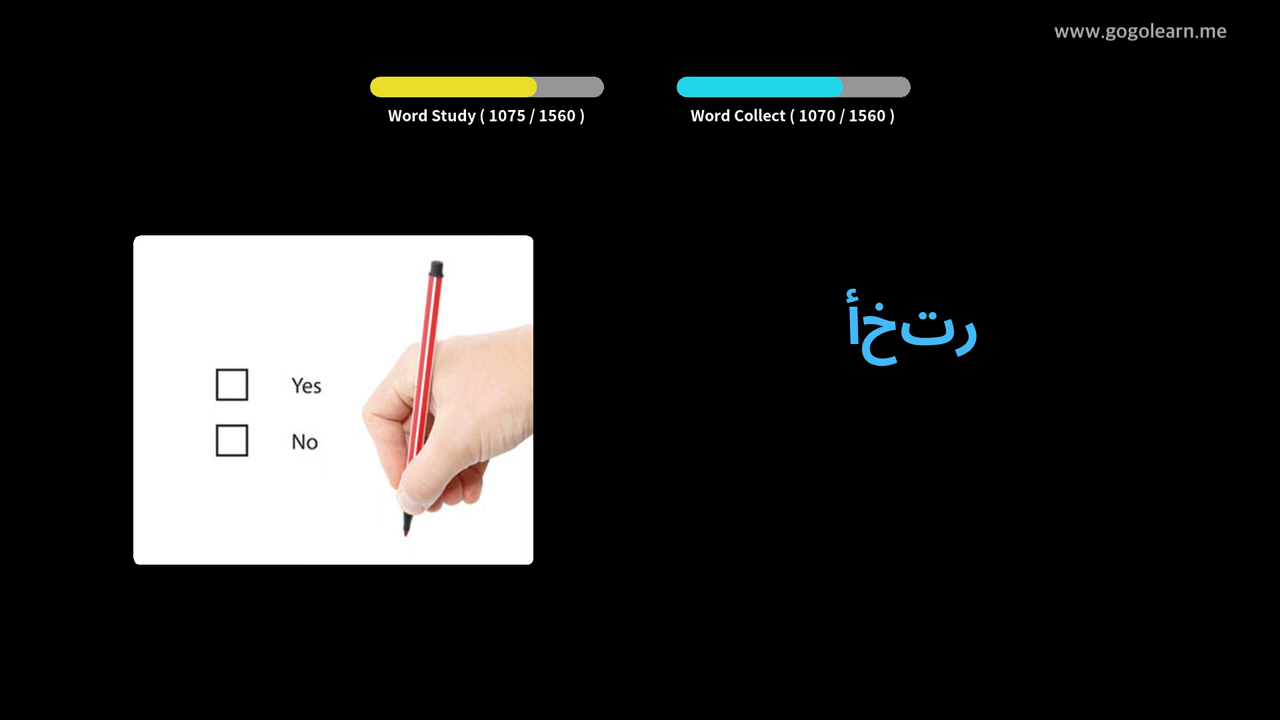 www.gogolearn.me
Word Study ( 1075 / 1560 )
Word Collect ( 1070 / 1560 )
Yes
No
رتخأ